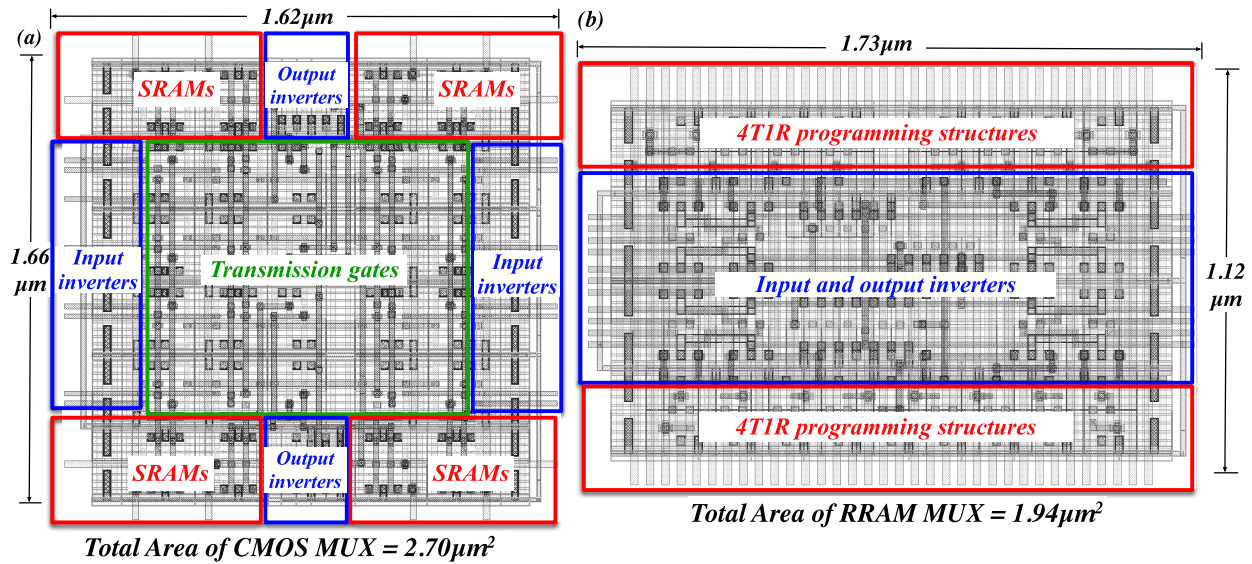 (a)
1.62µm
SRAMs
Output
inverters
SRAMs
1.66
µm
Input
inverters
Transmission gates
Input
inverters
SRAMs
Output
inverters
SRAMs
Total Area of CMOS MUX = 2.70µm²
(b)
1.73µm
4T1R programming structures
Input and output inverters
1.12
µm
4T1R programming structures
Total Area of RRAM MUX = 1.94µm²